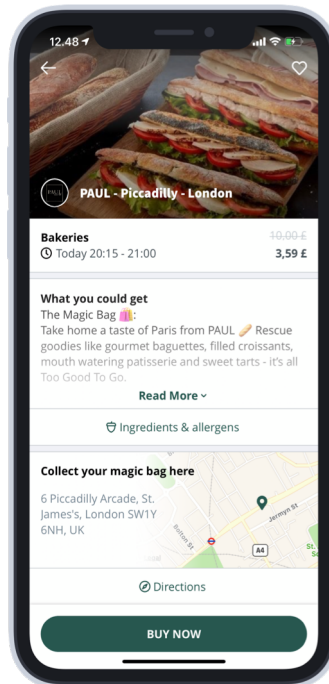 12.48
PAUL
PAUL - Piccadilly - London
Bakeries
10.00 £
Today 20:15 - 21:00
3,59 £
What you could get
The Magic Bag 🛍️:
Take home a taste of Paris from PAUL 🥖 Rescue
goodies like gourmet baguettes, filled croissants,
mouth watering patisserie and sweet tarts - it's all
Too Good To Go.
Read More
Ingredients & allergens
Collect your magic bag here
6 Piccadilly Arcade, St.
James's, London SW1Y
6NH, UK
Jermyn St
A4
Directions
BUY NOW